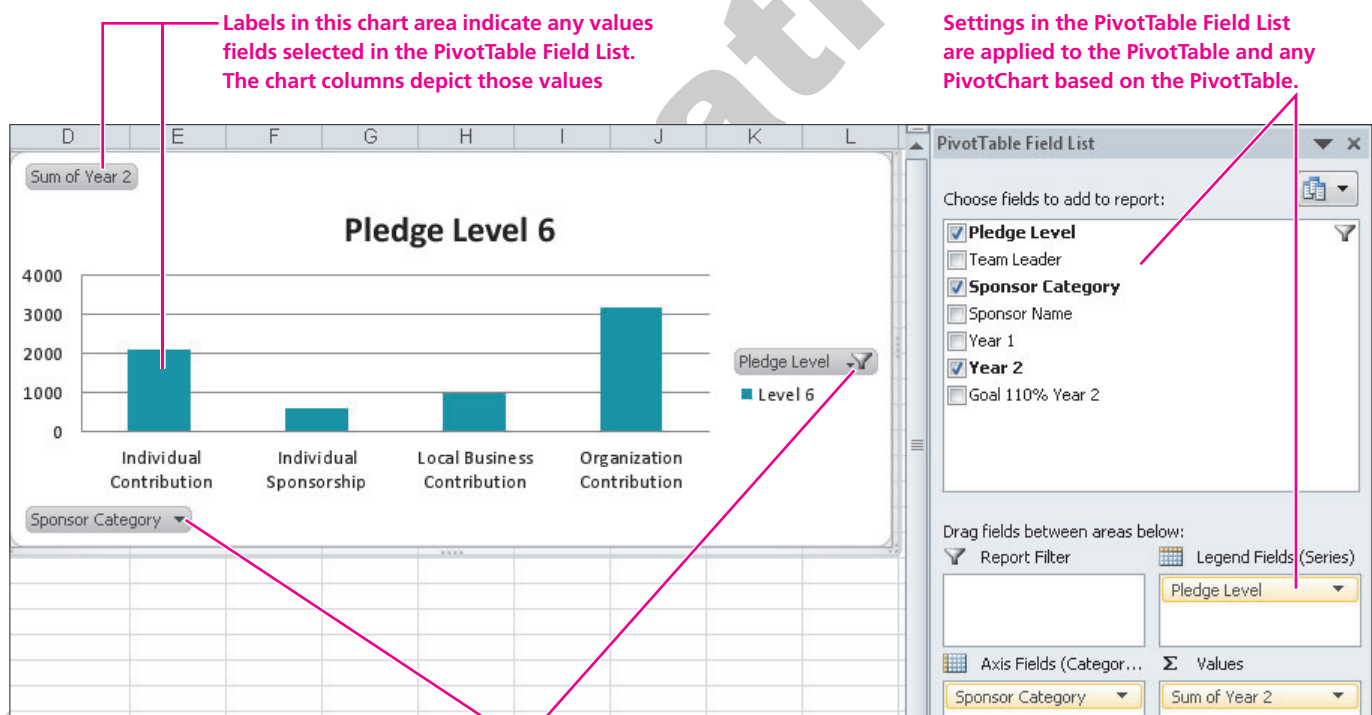 Labels in this chart area indicate any values
fields selected in the PivotTable Field List.
The chart columns depict those values
Settings in the PivotTable Field List
are applied to the PivotTable and any
PivotChart based on the PivotTable.
D E F G H I J K L
Sum of Year 2
Pledge Level 6
4000
3000
2000
1000
0
Individual
Contribution
Individual
Sponsorship
Local Business
Contribution
Organization
Contribution
Pledge Level
Level 6
Sponsor Category
PivotTable Field List
Choose fields to add to report:
Pledge Level
Team Leader
Sponsor Category
Sponsor Name
Year 1
Year 2
Goal 110% Year 2
Drag fields between areas below:
Report Filter
Legend Fields (Series)
Pledge Level
Axis Fields (Categor...
Σ Values
Sponsor Category
Sum of Year 2